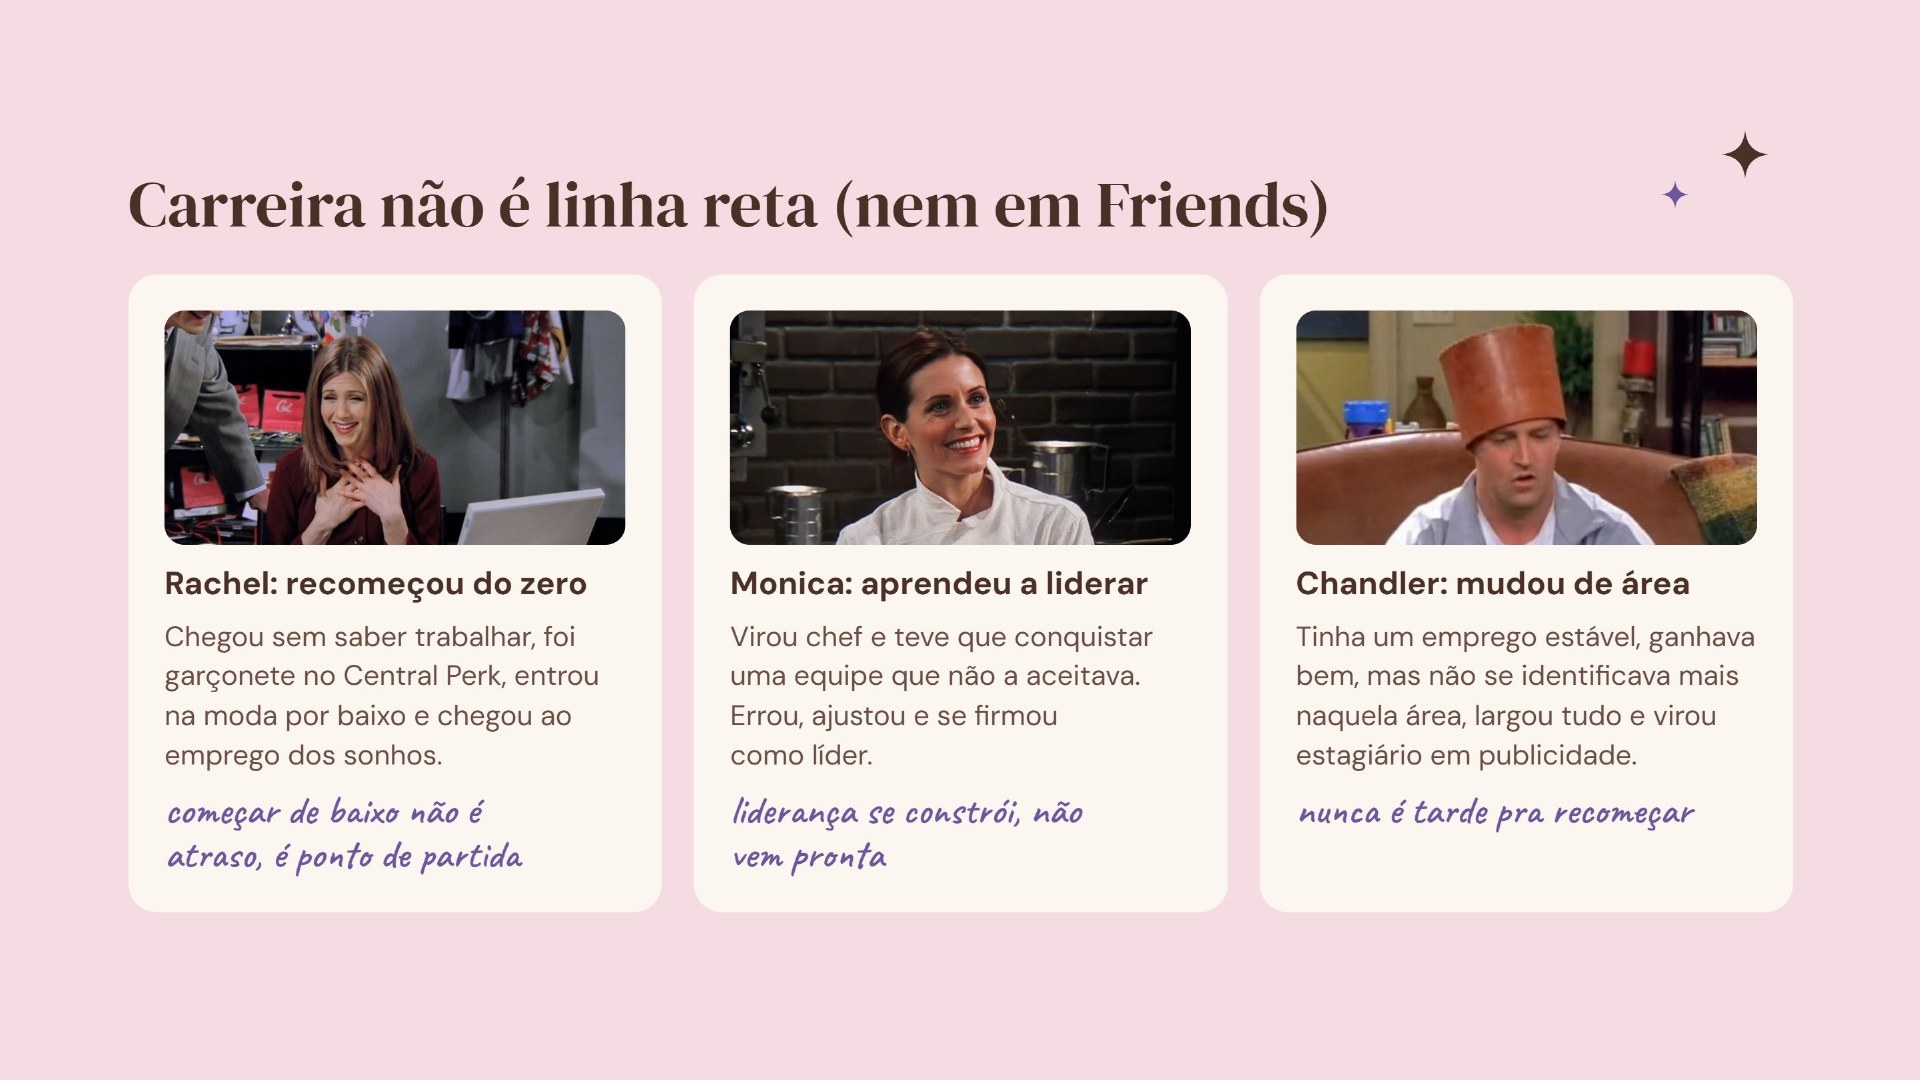 Carreira não é linha reta (nem em Friends)
Rachel: recomeçou do zero
Chegou sem saber trabalhar, foi
garçonete no Central Perk, entrou
na moda por baixo e chegou ao
emprego dos sonhos.
começar de baixo não é
atraso, é ponto de partida
Monica: aprendeu a liderar
Virou chef e teve que conquistar
uma equipe que não a aceitava.
Errou, ajustou e se firmou
como líder.
liderança se constrói, não
vem pronta
Chandler: mudou de área
Tinha um emprego estável, ganhava
bem, mas não se identificava mais
naquela área, largou tudo e virou
estagiário em publicidade.
nunca é tarde pra recomeçar